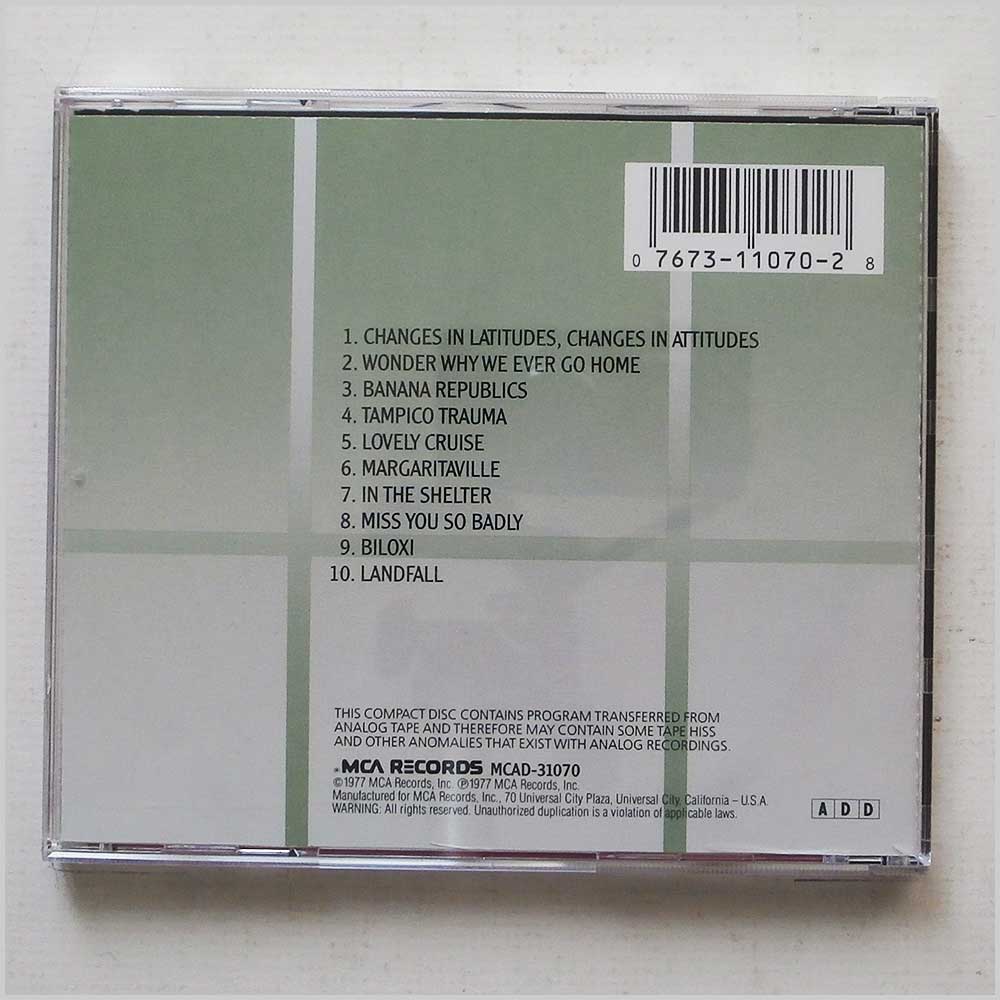 0 7673-11070-2 8
1. CHANGES IN LATITUDES, CHANGES IN ATTITUDES
2. WONDER WHY WE EVER GO HOME
3. BANANA REPUBLICS
4. TAMPICO TRAUMA
5. LOVELY CRUISE
6. MARGARITAVILLE
7. IN THE SHELTER
8. MISS YOU SO BADLY
9. BILOXI
10. LANDFALL
THIS COMPACT DISC CONTAINS PROGRAM TRANSFERRED FROM
ANALOG TAPE AND THEREFORE MAY CONTAIN SOME TAPE HISS
AND OTHER ANOMALIES THAT EXIST WITH ANALOG RECORDINGS.
MCA RECORDS MCAD-31070
©1977 MCA Records, Inc. ℗1977 MCA Records, Inc.
Manufactured for MCA Records, Inc., 70 Universal City Plaza, Universal City, California – U.S.A.
WARNING: All rights reserved. Unauthorized duplication is a violation of applicable laws.
A D D